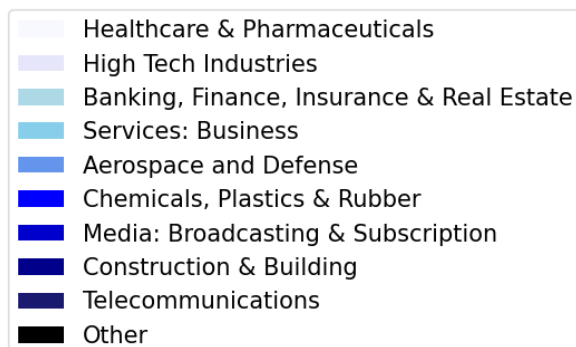 Healthcare & Pharmaceuticals
High Tech Industries
Banking, Finance, Insurance & Real Estate
Services: Business
Aerospace and Defense
Chemicals, Plastics & Rubber
Media: Broadcasting & Subscription
Construction & Building
Telecommunications
Other